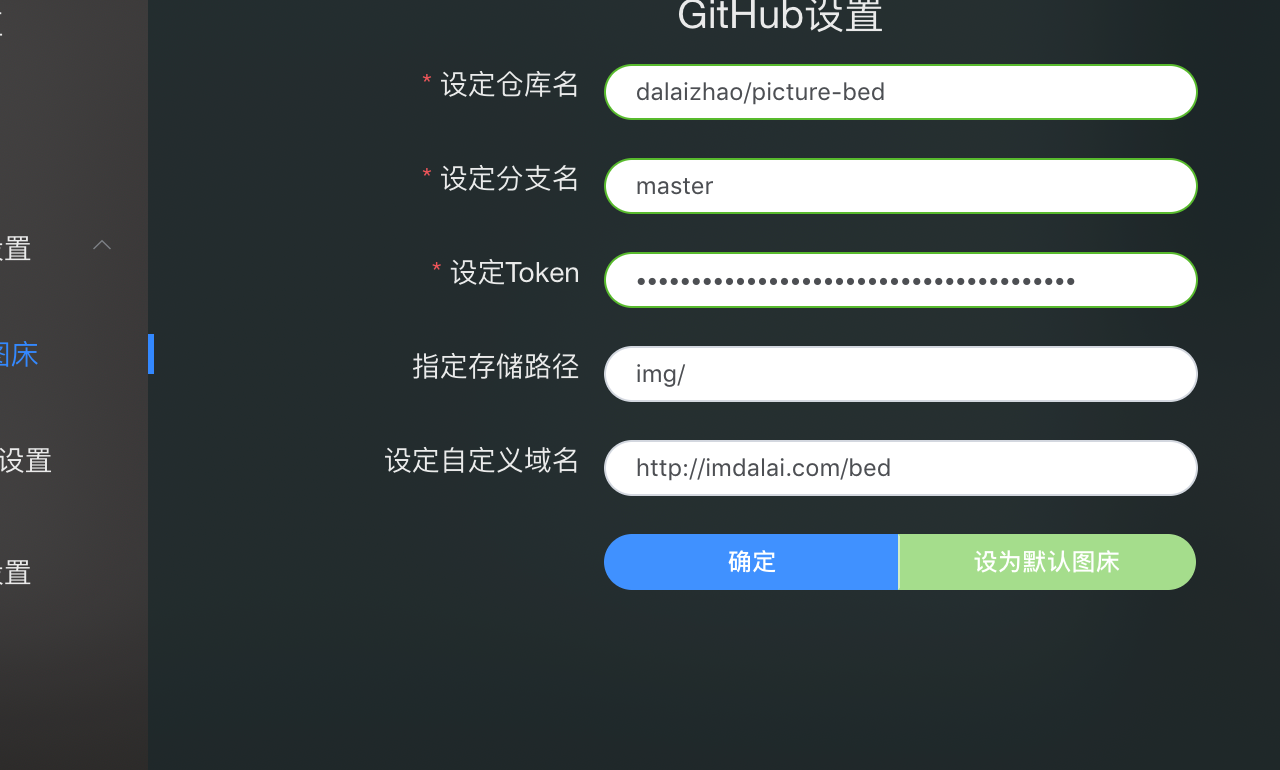 GitHub设置
* 设定仓库名
dalaizhao/picture-bed
* 设定分支名
master
置
* 设定Token
••••••••••••••••••••••••••••••••••••••••
图床
指定存储路径
img/
设置
设定自定义域名
http://imdalai.com/bed
确定
设为默认图床
置